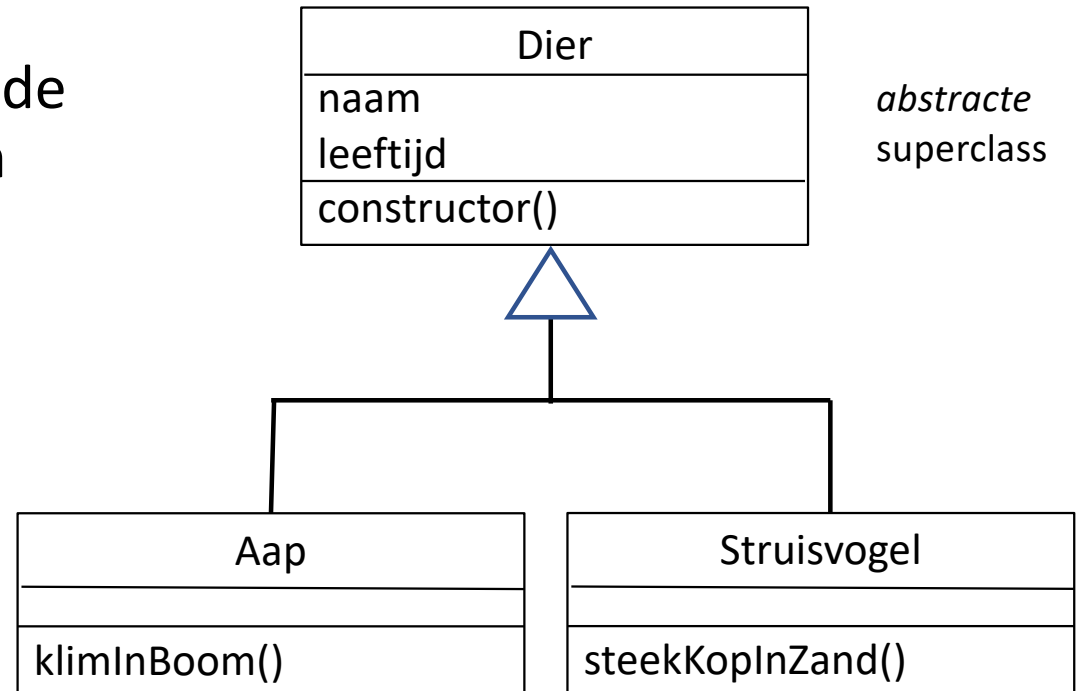 de
Dier
naam
leeftijd
constructor()
abstracte
superclass
Aap
klimInBoom()
Struisvogel
steekKopInZand()